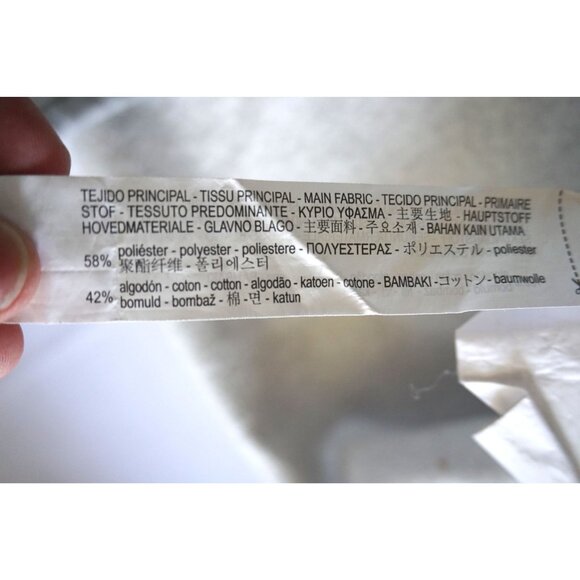 TEJIDO PRINCIPAL - TISSU PRINCIPAL - MAIN FABRIC - TECIDO PRINCIPAL - PRIMAIRE
STOF - TESSUTO PREDOMINANTE - ΚΥΡΙΟ ΥΦΑΣΜΑ - 主要生地 - HAUPTSTOFF
HOVEDMATERIALE - GLAVNO BLAGO - 主要面料 - 주요소재 - BAHAN KAIN UTAMA
58% poliéster - polyester - poliestere - ΠΟΛΥΕΣΤΕΡΑΣ - ポリエステル - poliester
聚酯纤维 - 폴리에스터
42% algodón - coton - cotton - algodão - katoen - cotone - BAMBAKI - コットン - baumwolle
bomuld - bombaž - 棉 - 면 - katun